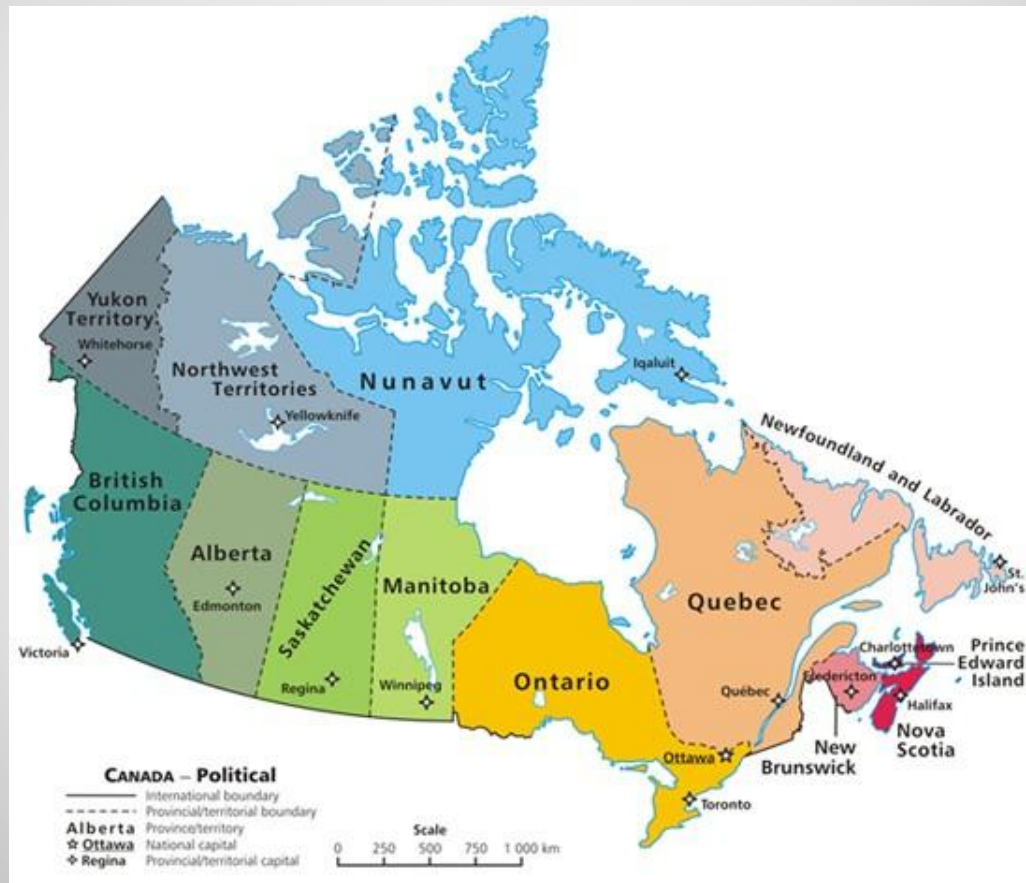 Yukon
Territory
Whitehorse
Northwest
Territories
Yellowknife
Nunavut
Iqaluit
Newfoundland and Labrador
St.
John's
British
Columbia
Victoria
Alberta
Edmonton
Saskatchewan
Regina
Manitoba
Winnipeg
Ontario
Ottawa
Toronto
Quebec
Québec
Charlottetown
Prince
Edward
Island
Fredericton
Halifax
Nova
Scotia
New
Brunswick
CANADA – Political
International boundary
Provincial/territorial boundary
Alberta Province/territory
Ottawa National capital
Regina Provincial/territorial capital
Scale
0 250 500 750 1 000 km